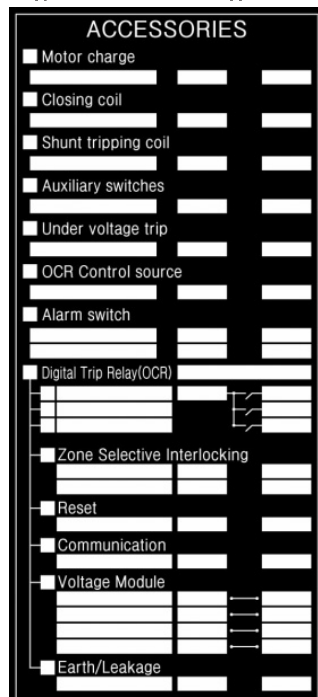 ACCESSORIES
Motor charge
Closing coil
Shunt tripping coil
Auxiliary switches
Under voltage trip
OCR Control source
Alarm switch
Digital Trip Relay(OCR)
Zone Selective Interlocking
Reset
Communication
Voltage Module
Earth/Leakage